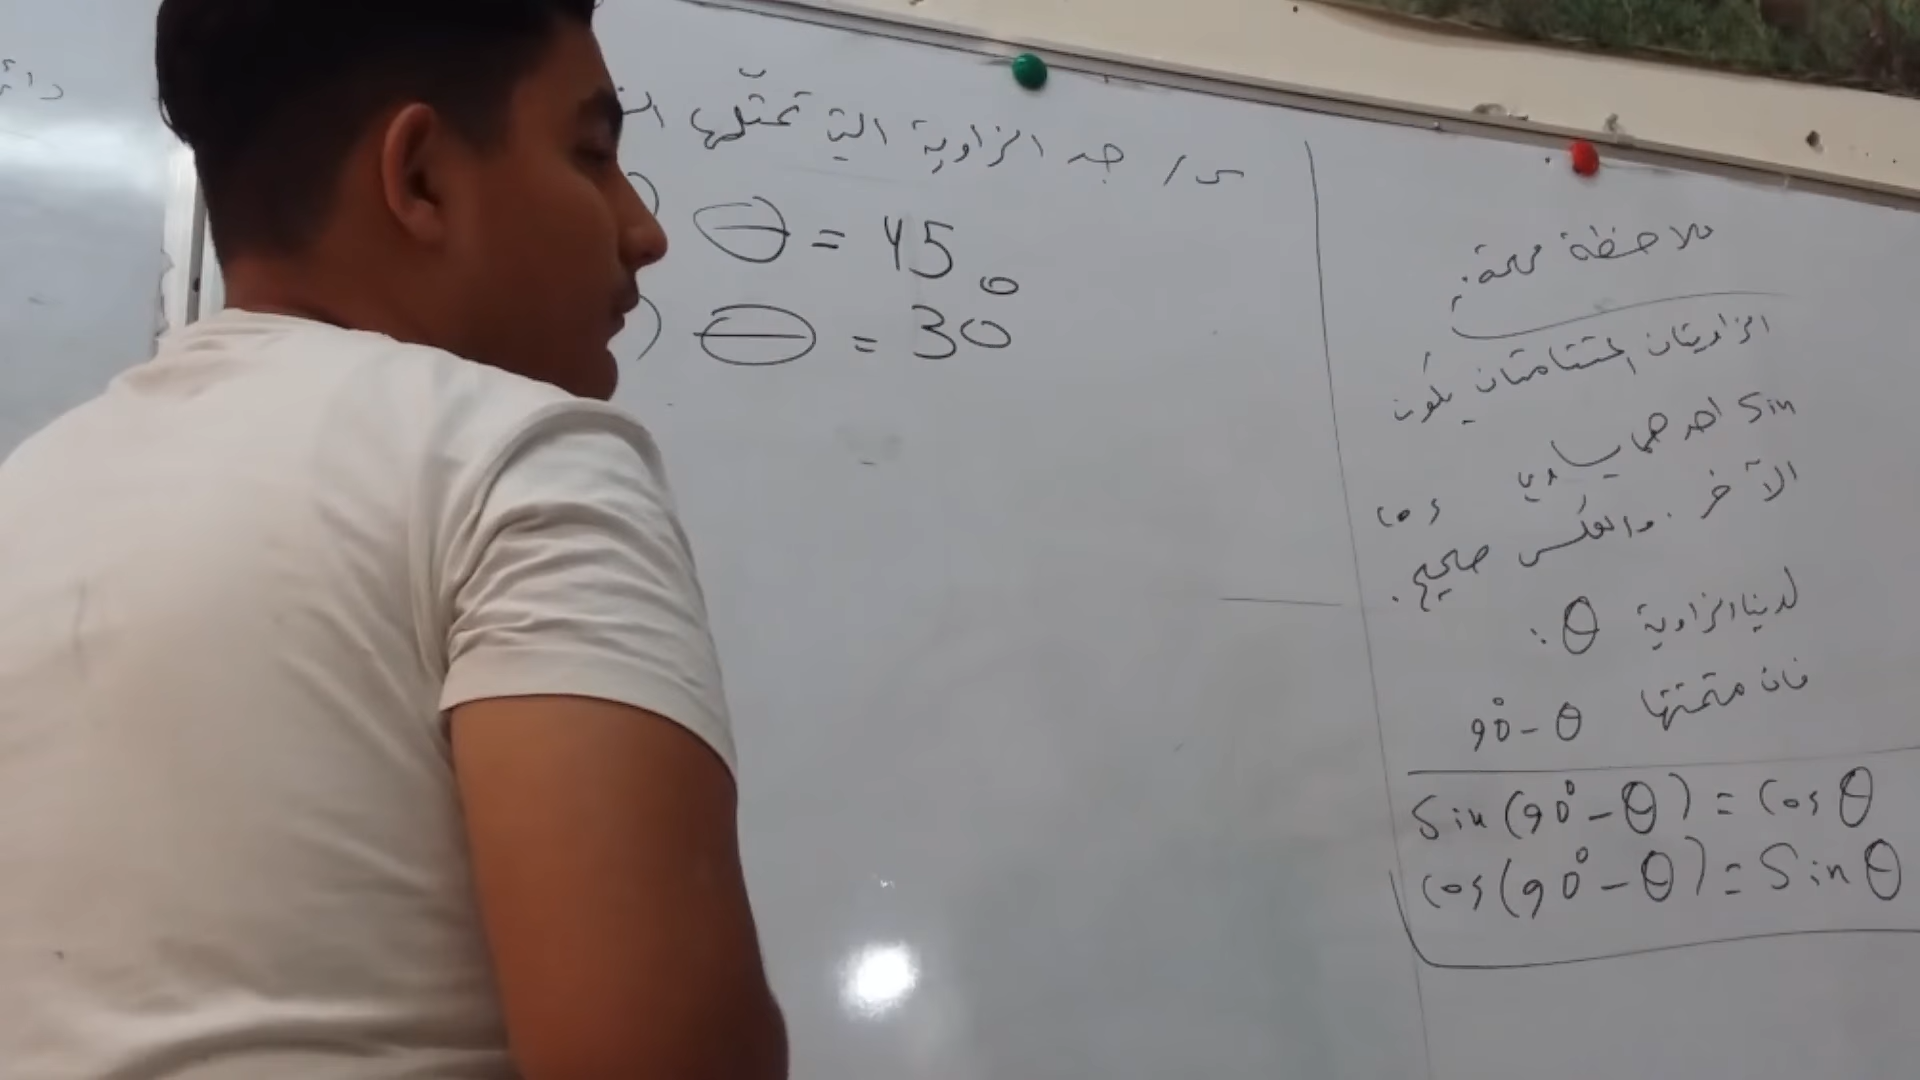 س/ جد الزاوية التي تمثلها
θ = 45
θ = 30°
ملاحظة مهمة:
الزاويتان المتتامتان يكون
sin احدهما يساوي cos
الآخر. والعكس صحيح.
لدينا الزاوية θ:
فان متممتها 90° - θ
Sin (90° - θ) = Cos θ
Cos (90° - θ) = Sin θ